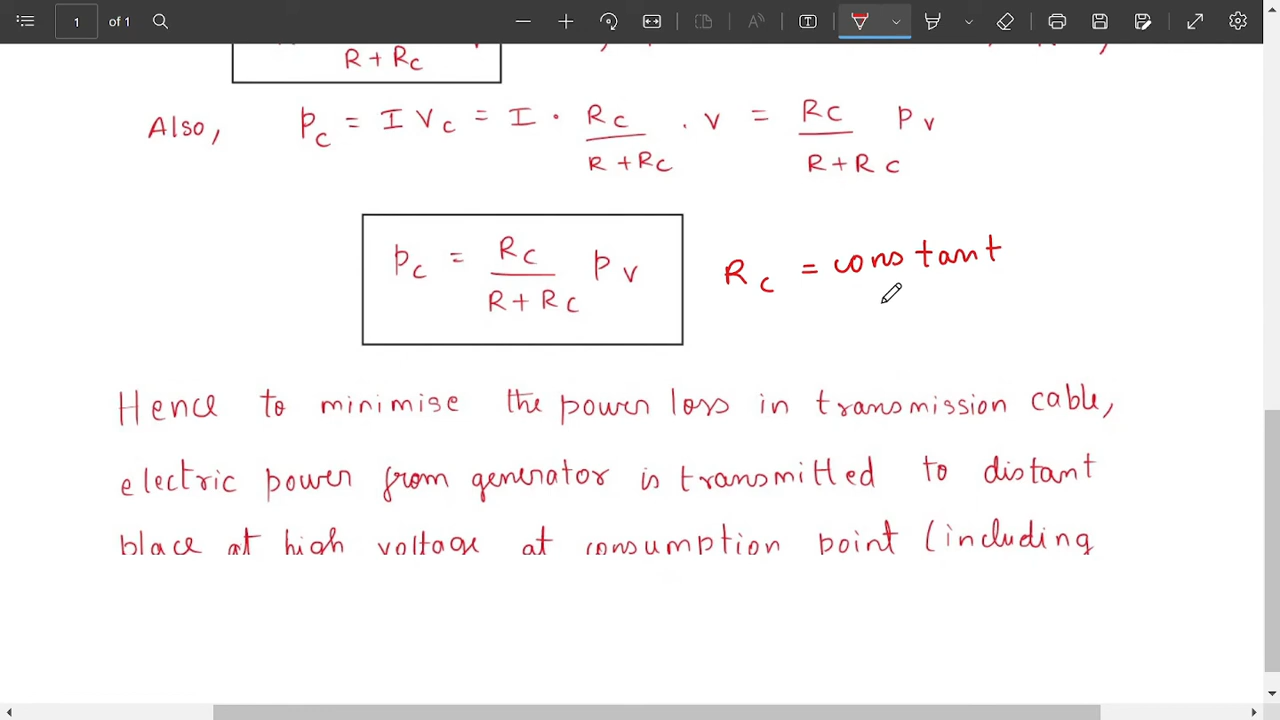 1 of 1
R + Rc
Also, Pc = I Vc = I . Rc / R + Rc . V = Rc / R + Rc Pv
Pc = Rc / R + Rc Pv Rc = constant
Hence to minimise the power loss in transmission cable,
electric power from generator is transmitted to distant
place at high voltage at consumption point (including